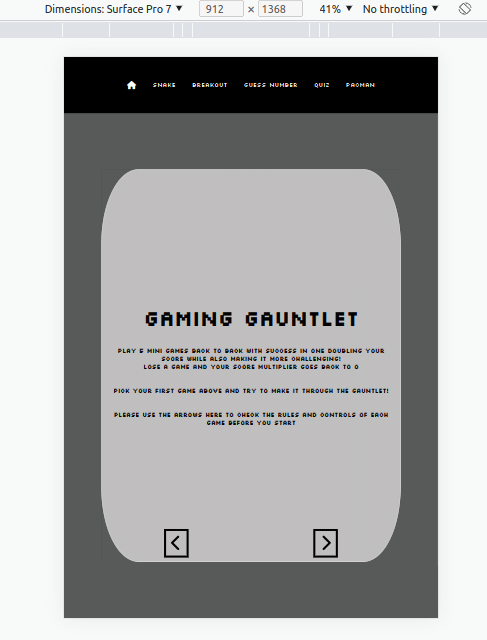 Dimensions: Surface Pro 7 ▼ 912 × 1368 41% ▼ No throttling ▼
SNAKE BREAKOUT GUESS NUMBER QUIZ PACMAN
GAMING GAUNTLET
PLAY 5 MINI GAMES BACK TO BACK WITH SUCCESS IN ONE DOUBLING YOUR
SCORE WHILE ALSO MAKING IT MORE CHALLENGING!
LOSE A GAME AND YOUR SCORE MULTIPLIER GOES BACK TO 0
PICK YOUR FIRST GAME ABOVE AND TRY TO MAKE IT THROUGH THE GAUNTLET!
PLEASE USE THE ARROWS HERE TO CHECK THE RULES AND CONTROLS OF EACH
GAME BEFORE YOU START